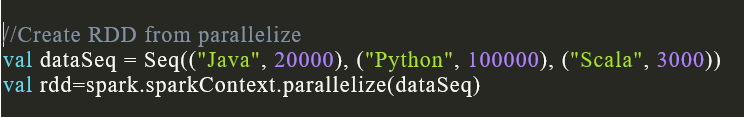 //Create RDD from parallelize
val dataSeq = Seq(("Java", 20000), ("Python", 100000), ("Scala", 3000))
val rdd=spark.sparkContext.parallelize(dataSeq)